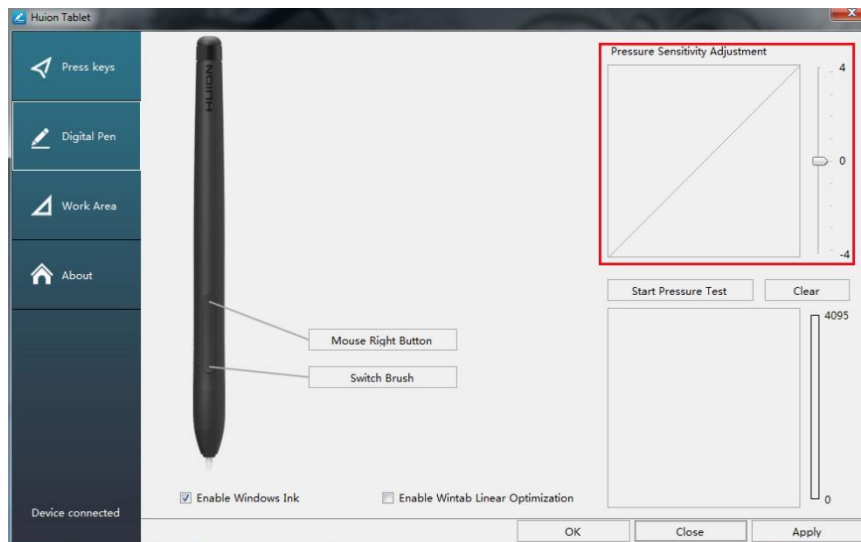 Huion Tablet
Press keys
Digital Pen
Work Area
About
Device connected
HUION
Mouse Right Button
Switch Brush
Enable Windows Ink
Enable Wintab Linear Optimization
Pressure Sensitivity Adjustment
4
0
-4
Start Pressure Test
Clear
4095
0
OK
Close
Apply